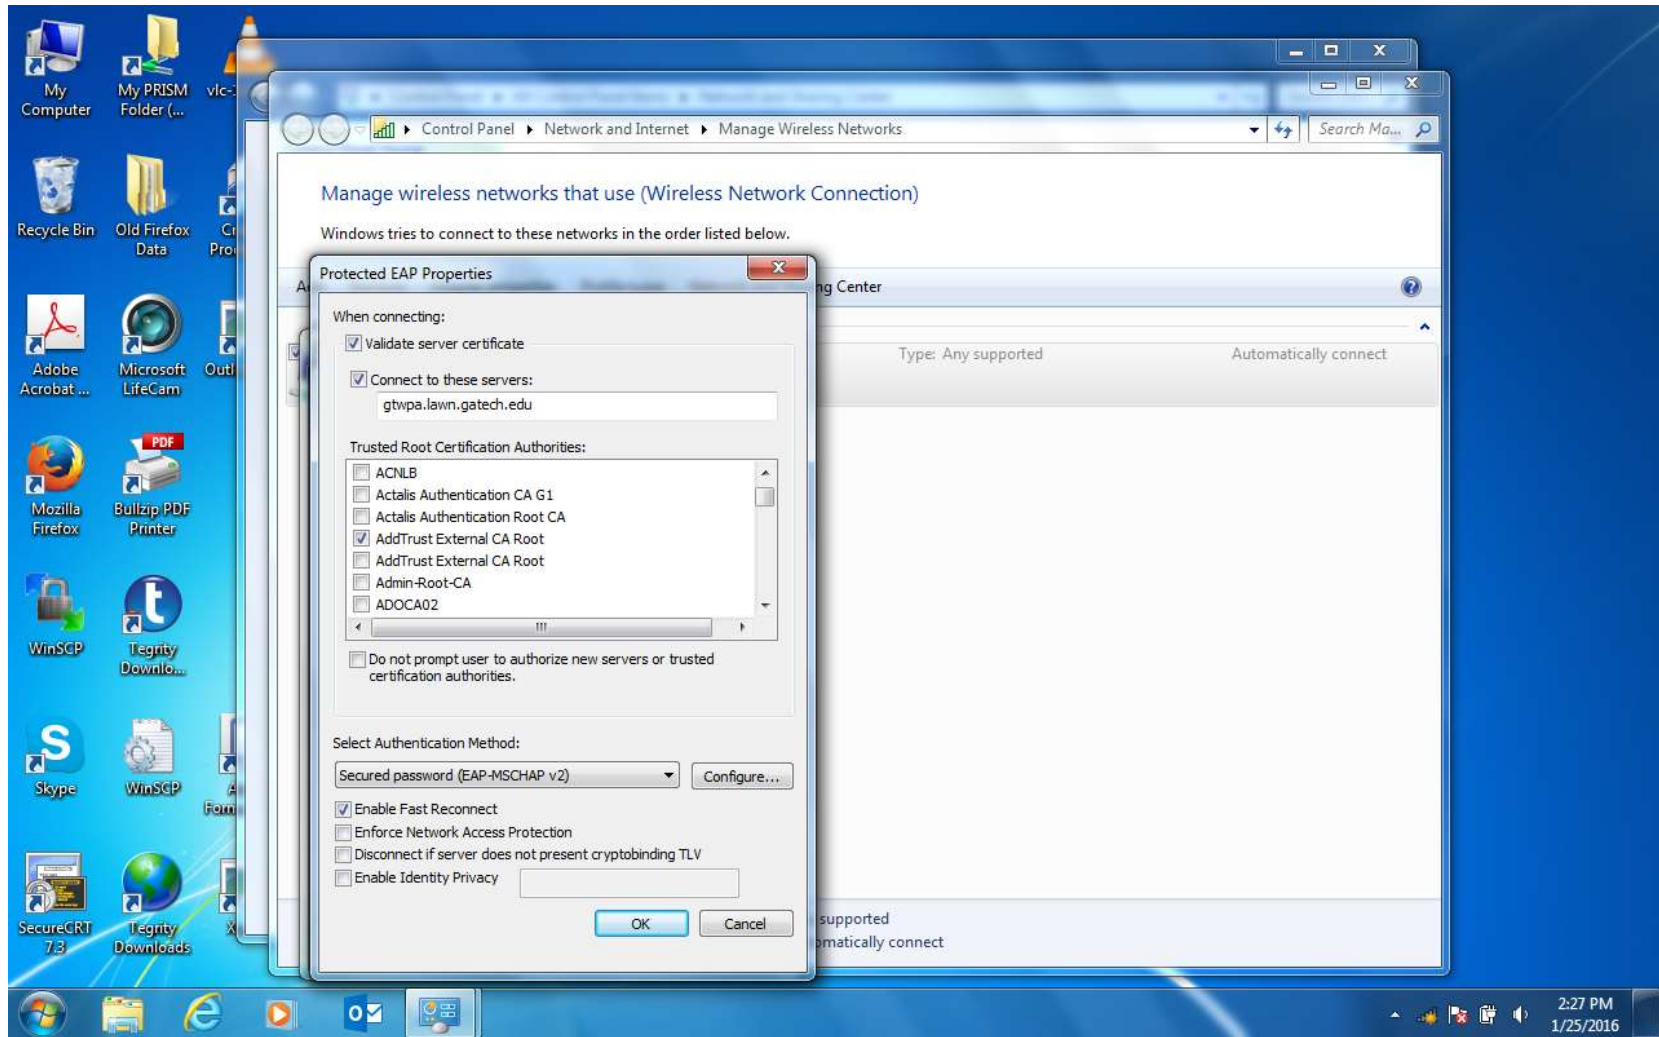 My
Computer
My PRISM
Folder (...
vlc-
Recycle Bin
Old Firefox
Data
Adobe
Acrobat ...
Microsoft
LifeCam
Mozilla
Firefox
PDF
Bullzip PDF
Printer
WinSCP
t
Tegrity
Downlo...
S
Skype
WinSCP
SecureCRT
7.3
Tegrity
Downloads
X
Control Panel ▸ Network and Internet ▸ Manage Wireless Networks
Search Ma...
Manage wireless networks that use (Wireless Network Connection)
Windows tries to connect to these networks in the order listed below.
ng Center
Type: Any supported
Automatically connect
Protected EAP Properties
When connecting:
Validate server certificate
Connect to these servers:
gtwpa.lawn.gatech.edu
Trusted Root Certification Authorities:
ACNLB
Actalis Authentication CA G1
Actalis Authentication Root CA
AddTrust External CA Root
AddTrust External CA Root
Admin-Root-CA
ADOCA02
Do not prompt user to authorize new servers or trusted
certification authorities.
Select Authentication Method:
Secured password (EAP-MSCHAP v2)
Configure...
Enable Fast Reconnect
Enforce Network Access Protection
Disconnect if server does not present cryptobinding TLV
Enable Identity Privacy
OK
Cancel
supported
omatically connect
2:27 PM
1/25/2016